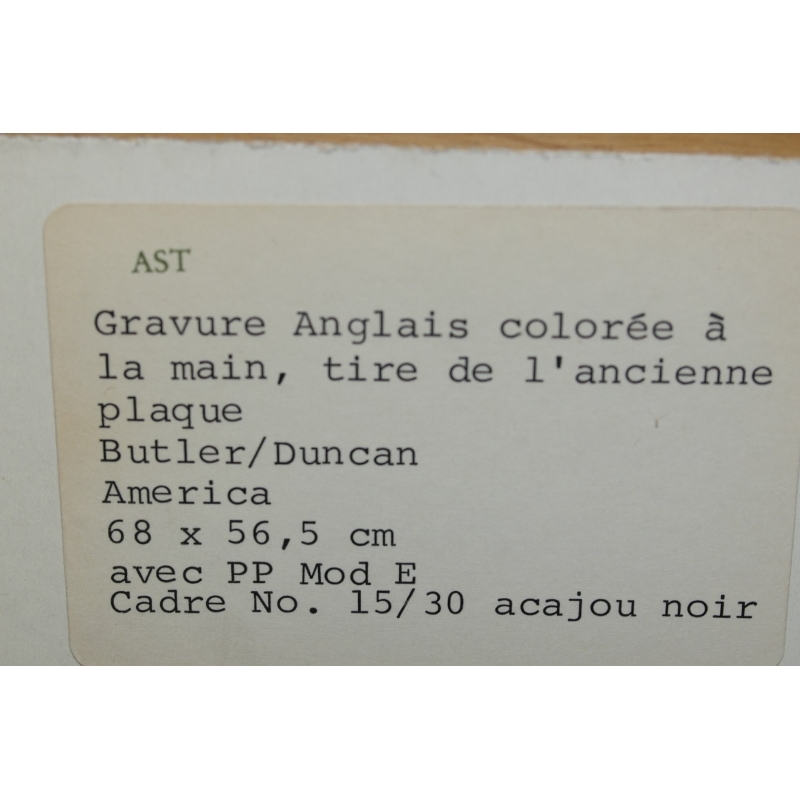 AST
Gravure Anglais colorée à
la main, tire de l'ancienne
plaque
Butler/Duncan
America
68 x 56,5 cm
avec PP Mod E
Cadre No. 15/30 acajou noir